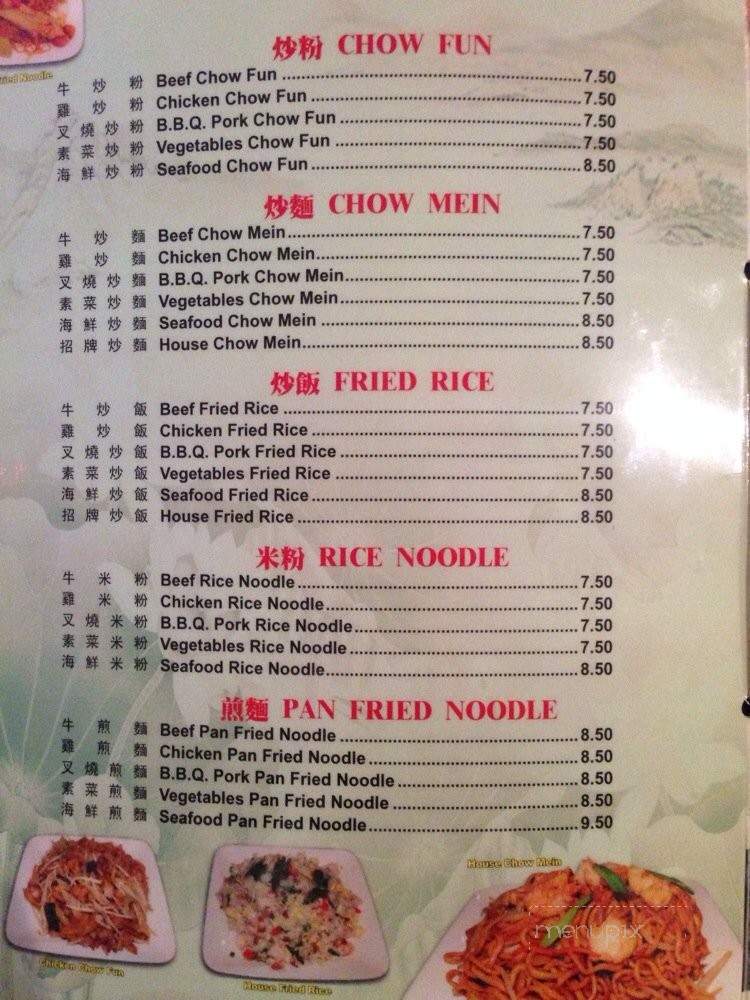 ried Noodle
炒粉 CHOW FUN
牛炒粉 Beef Chow Fun 7.50
雞炒粉 Chicken Chow Fun 7.50
叉燒炒粉 B.B.Q. Pork Chow Fun 7.50
素菜炒粉 Vegetables Chow Fun 7.50
海鮮炒粉 Seafood Chow Fun 8.50
炒麵 CHOW MEIN
牛炒麵 Beef Chow Mein 7.50
雞炒麵 Chicken Chow Mein 7.50
叉燒炒麵 B.B.Q. Pork Chow Mein 7.50
素菜炒麵 Vegetables Chow Mein 7.50
海鮮炒麵 Seafood Chow Mein 8.50
招牌炒麵 House Chow Mein 8.50
炒飯 FRIED RICE
牛炒飯 Beef Fried Rice 7.50
雞炒飯 Chicken Fried Rice 7.50
叉燒炒飯 B.B.Q. Pork Fried Rice 7.50
素菜炒飯 Vegetables Fried Rice 7.50
海鮮炒飯 Seafood Fried Rice 8.50
招牌炒飯 House Fried Rice 8.50
米粉 RICE NOODLE
牛米粉 Beef Rice Noodle 7.50
雞米粉 Chicken Rice Noodle 7.50
叉燒米粉 B.B.Q. Pork Rice Noodle 7.50
素菜米粉 Vegetables Rice Noodle 7.50
海鮮米粉 Seafood Rice Noodle 8.50
煎麵 PAN FRIED NOODLE
牛煎麵 Beef Pan Fried Noodle 8.50
雞煎麵 Chicken Pan Fried Noodle 8.50
叉燒煎麵 B.B.Q. Pork Pan Fried Noodle 8.50
素菜煎麵 Vegetables Pan Fried Noodle 8.50
海鮮煎麵 Seafood Pan Fried Noodle 9.50
House Chow Mein
menupix
Chicken Chow Fun
House Fried Rice